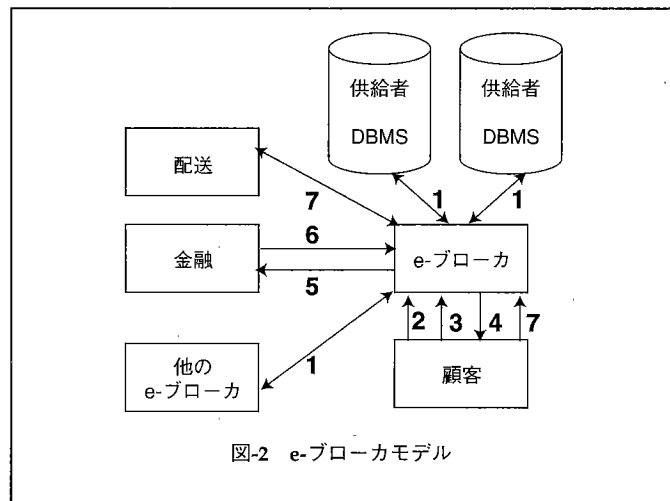 供給者
DBMS
供給者
DBMS
配送
7
1
1
金融
6
5
e-ブローカ
2
3
4
7
他の
e-ブローカ
1
顧客
図-2 e-ブローカモデル